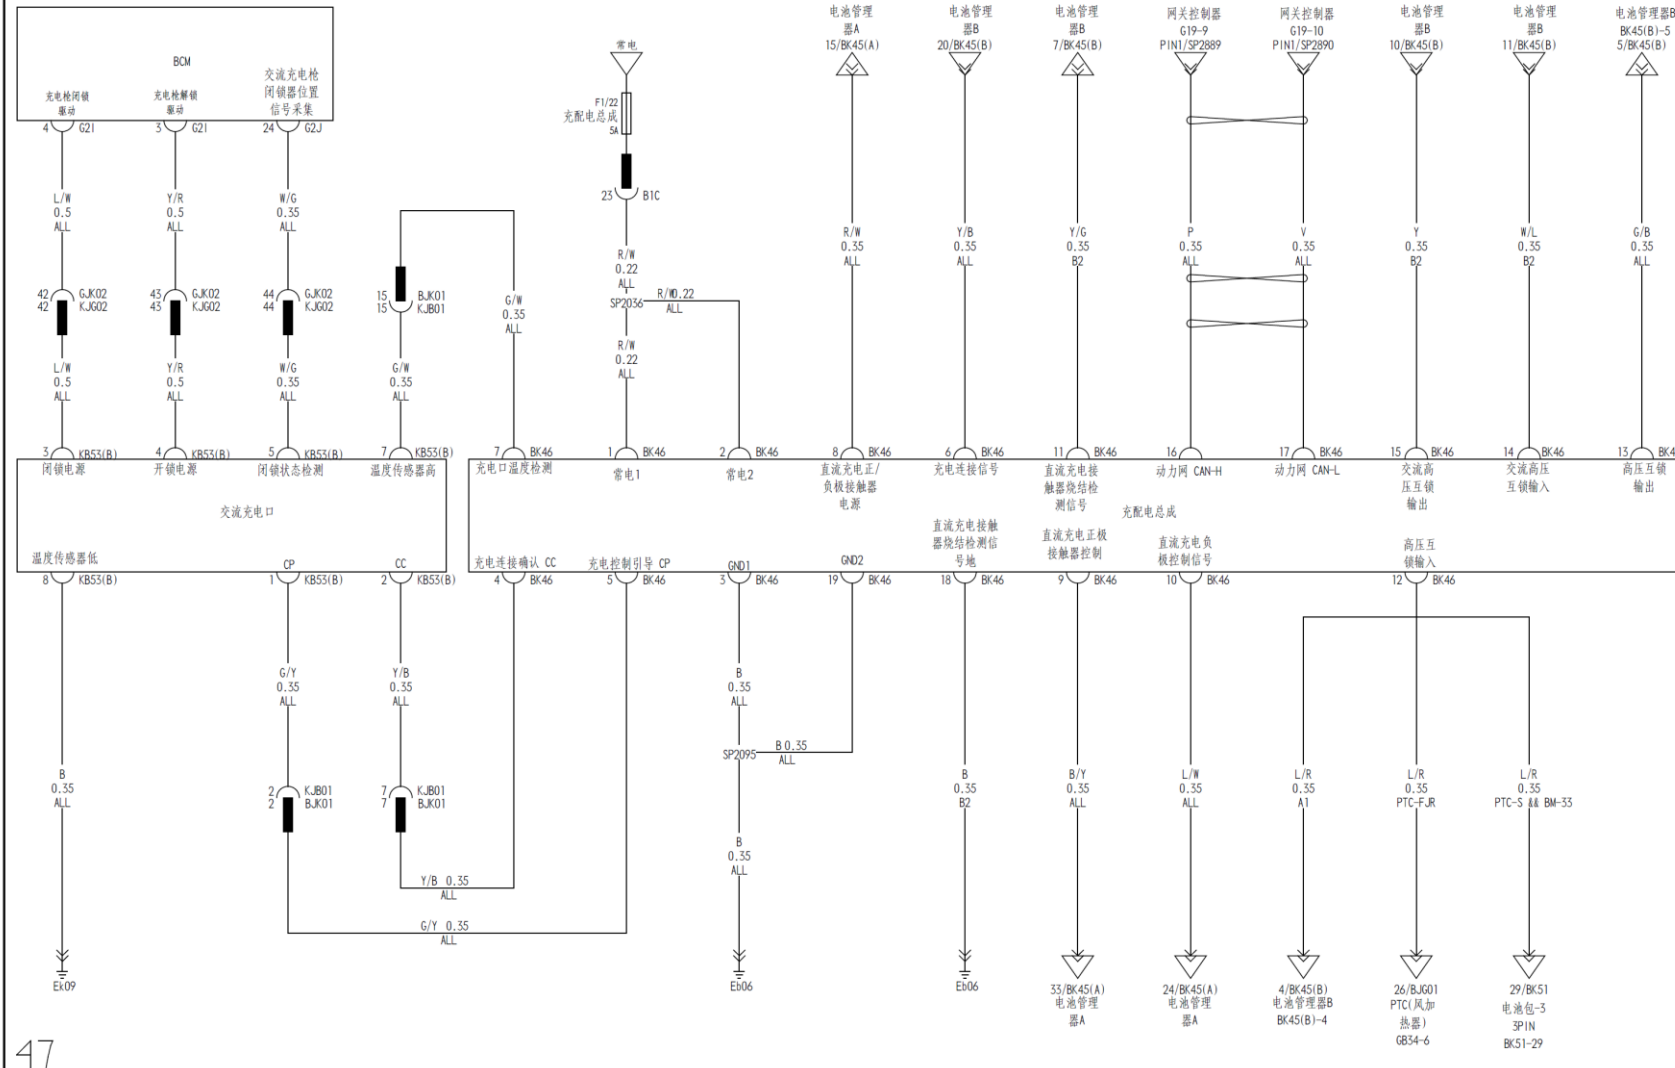 BCM
充电枪闭锁
驱动
充电枪解锁
驱动
交流充电枪
闭锁器位置
信号采集
4 G2I
3 G2I
24 G2J
L/W
0.5
ALL
Y/R
0.5
ALL
W/G
0.35
ALL
42 GJK02
42 KJG02
43 GJK02
43 KJG02
44 GJK02
44 KJG02
L/W
0.5
ALL
Y/R
0.5
ALL
W/G
0.35
ALL
15 BJK01
15 KJB01
G/W
0.35
ALL
G/W
0.35
ALL
常电
F1/22
充配电总成
5A
23 B1C
R/W
0.22
ALL
SP2036
R/W 0.22
ALL
R/W
0.22
ALL
电池管理
器A
15/BK45(A)
R/W
0.35
ALL
电池管理
器B
20/BK45(B)
Y/B
0.35
ALL
电池管理
器B
7/BK45(B)
Y/G
0.35
B2
网关控制器
G19-9
PIN1/SP2889
P
0.35
ALL
网关控制器
G19-10
PIN1/SP2890
V
0.35
ALL
电池管理
器B
10/BK45(B)
Y
0.35
B2
电池管理
器B
11/BK45(B)
W/L
0.35
B2
电池管理器B
BK45(B)-5
5/BK45(B)
G/B
0.35
ALL
3 KB53(B)
闭锁电源
4 KB53(B)
开锁电源
5 KB53(B)
闭锁状态检测
7 KB53(B)
温度传感器高
7 BK46
充电口温度检测
1 BK46
常电1
2 BK46
常电2
8 BK46
直流充电正/
负极接触器
电源
6 BK46
充电连接信号
11 BK46
直流充电接
触器烧结检
测信号
16 BK46
动力网 CAN-H
17 BK46
动力网 CAN-L
15 BK46
交流高
压互锁
输出
14 BK46
交流高压
互锁输入
13 BK4
高压互锁
输出
交流充电口
充配电总成
温度传感器低
8 KB53(B)
CP
1 KB53(B)
CC
2 KB53(B)
充电连接确认 CC
4 BK46
充电控制引导 CP
5 BK46
GND1
3 BK46
GND2
19 BK46
直流充电接触
器烧结检测信
号地
18 BK46
直流充电正极
接触器控制
9 BK46
直流充电负
极控制信号
10 BK46
高压互
锁输入
12 BK46
B
0.35
ALL
Ek09
G/Y
0.35
ALL
Y/B
0.35
ALL
2 KJB01
2 BJK01
7 KJB01
7 BJK01
Y/B 0.35
ALL
G/Y 0.35
ALL
B
0.35
ALL
SP2095
B 0.35
ALL
B
0.35
ALL
Eb06
B
0.35
B2
Eb06
B/Y
0.35
ALL
33/BK45(A)
电池管理
器A
L/W
0.35
ALL
24/BK45(A)
电池管理
器A
L/R
0.35
A1
4/BK45(B)
电池管理器B
BK45(B)-4
L/R
0.35
PTC-FJR
26/BJG01
PTC(风加
热器)
GB34-6
L/R
0.35
PTC-S && BM-33
29/BK51
电池包-3
3PIN
BK51-29
47